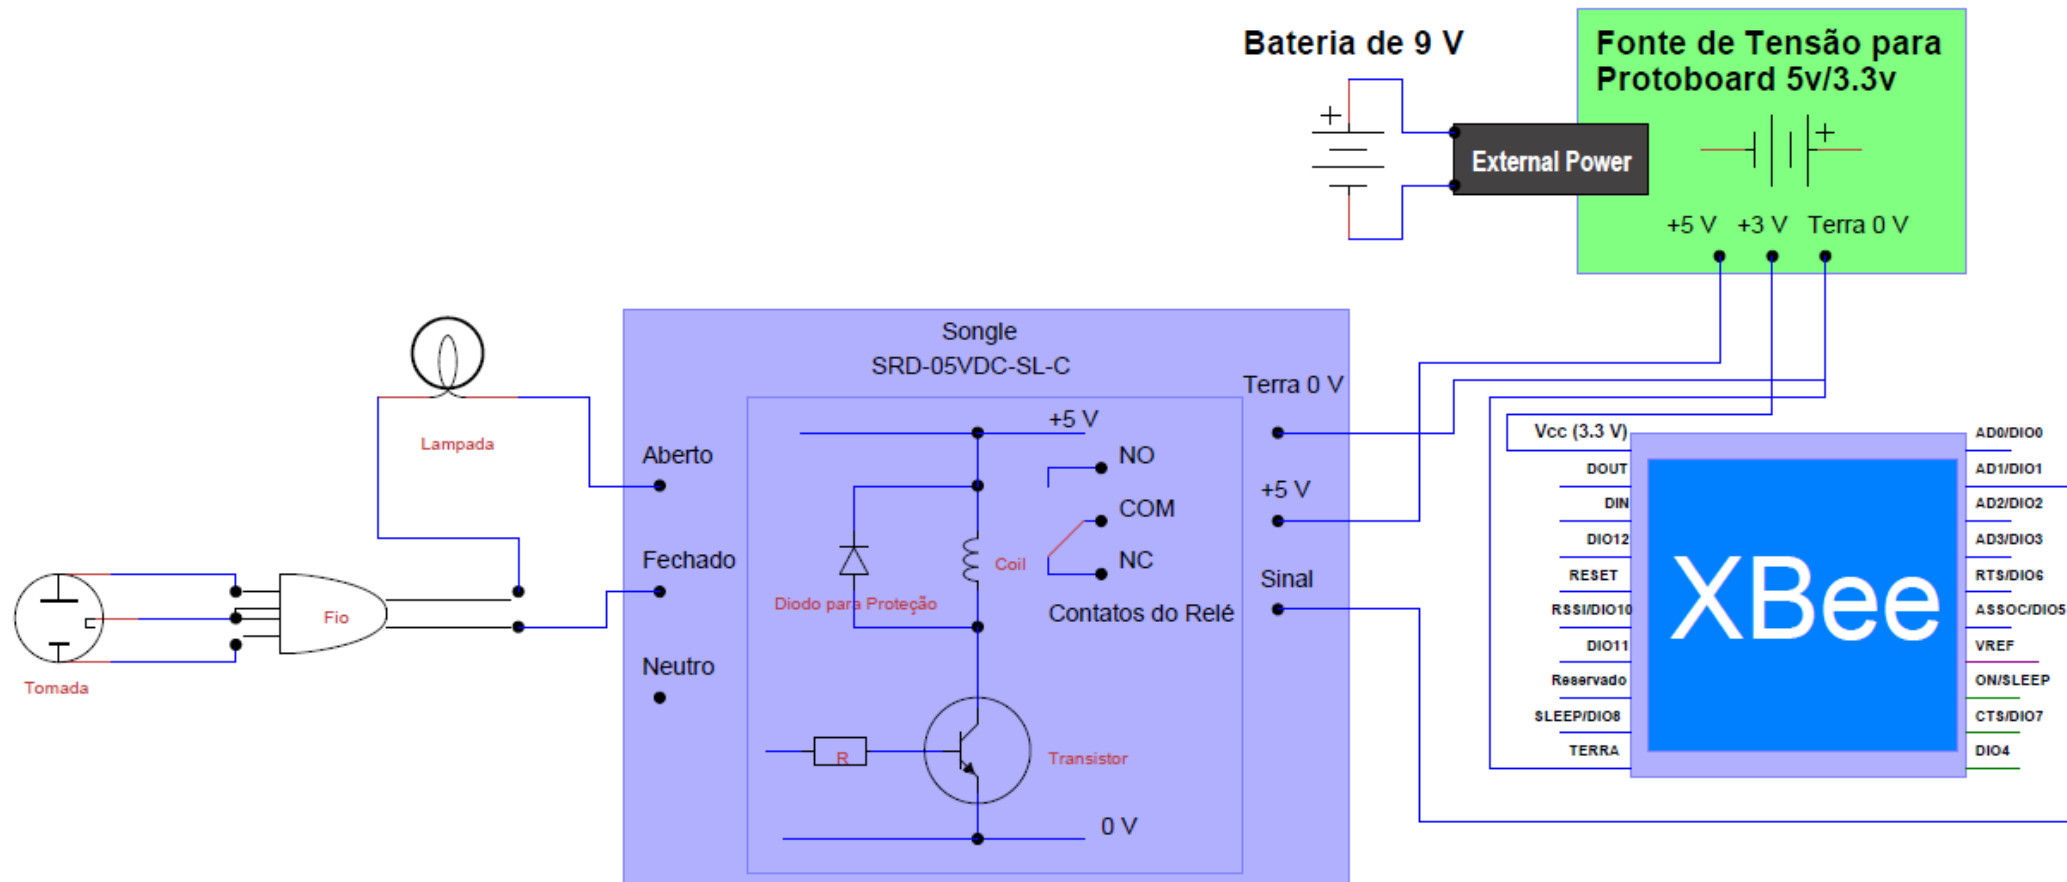 Bateria de 9 V
+
External Power
Fonte de Tensão para
Protoboard 5v/3.3v
+
+5 V +3 V Terra 0 V
Lampada
Tomada
Fio
Songle
SRD-05VDC-SL-C
Aberto
Fechado
Neutro
+5 V
NO
COM
NC
Coil
Diodo para Proteção
Contatos do Relé
R
Transistor
0 V
Terra 0 V
+5 V
Sinal
Vcc (3.3 V)
DOUT
DIN
DIO12
RESET
RSSI/DIO10
DIO11
Reservado
SLEEP/DIO8
TERRA
XBee
AD0/DIO0
AD1/DIO1
AD2/DIO2
AD3/DIO3
RTS/DIO6
ASSOC/DIO5
VREF
ON/SLEEP
CTS/DIO7
DIO4